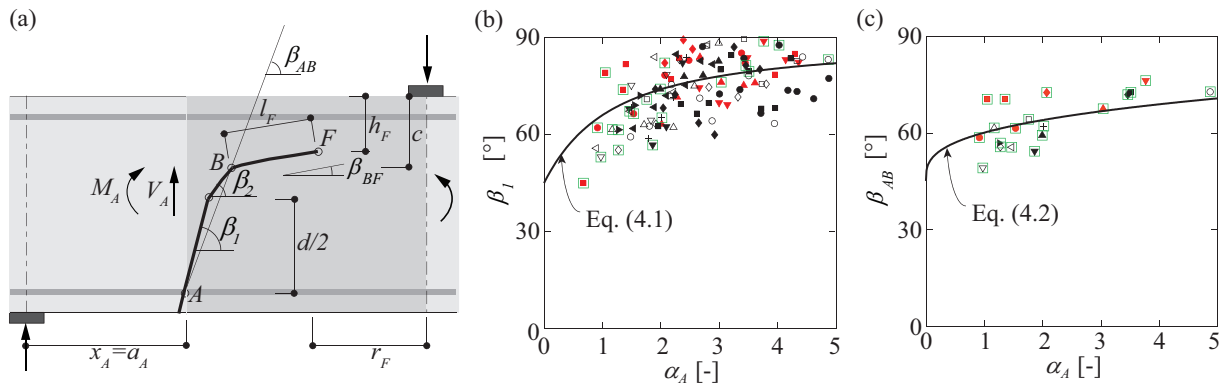 (a)
β_AB
l_F
h_F
c
F
B
β_BF
M_A
V_A
β_2
β_1
d/2
A
x_A=a_A
r_F
(b)
90
60
30
0
β_1 [°]
Eq. (4.1)
0 1 2 3 4 5
α_A [-]
(c)
90
60
30
0
β_AB [°]
Eq. (4.2)
0 1 2 3 4 5
α_A [-]